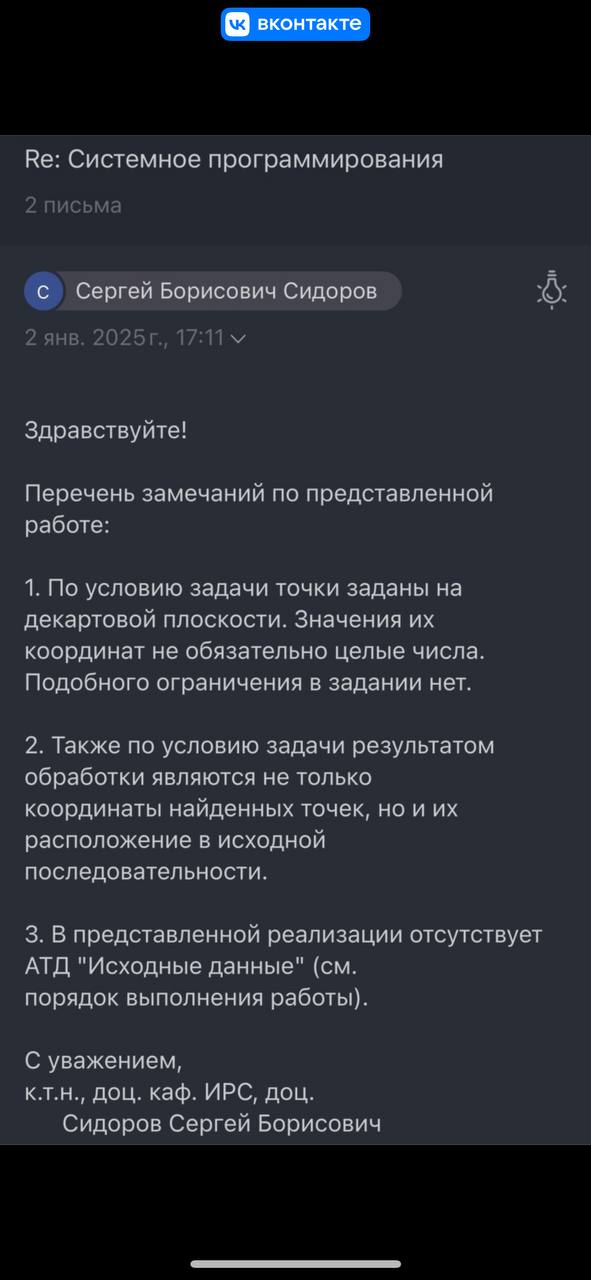 вконтакте
Re: Системное программирования
2 письма
С Сергей Борисович Сидоров
2 янв. 2025 г., 17:11
Здравствуйте!
Перечень замечаний по представленной
работе:
1. По условию задачи точки заданы на
декартовой плоскости. Значения их
координат не обязательно целые числа.
Подобного ограничения в задании нет.
2. Также по условию задачи результатом
обработки являются не только
координаты найденных точек, но и их
расположение в исходной
последовательности.
3. В представленной реализации отсутствует
АТД "Исходные данные" (см.
порядок выполнения работы).
С уважением,
к.т.н., доц. каф. ИРС, доц.
Сидоров Сергей Борисович